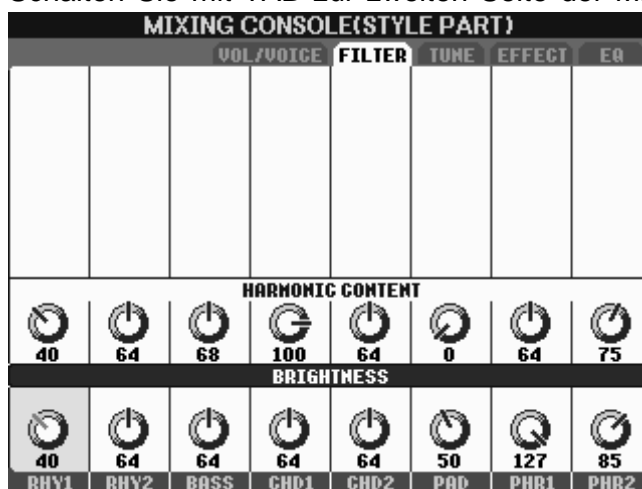 Schalten Sie mit TAB zur zweiten Seite der M
MIXING CONSOLE(STYLE PART)
VOL/VOICE FILTER TUNE EFFECT EQ
HARMONIC CONTENT
40 64 68 100 64 0 64 75
BRIGHTNESS
40 64 64 64 64 50 127 85
RHY1 RHY2 BASS CHD1 CHD2 PAD PHR1 PHR2